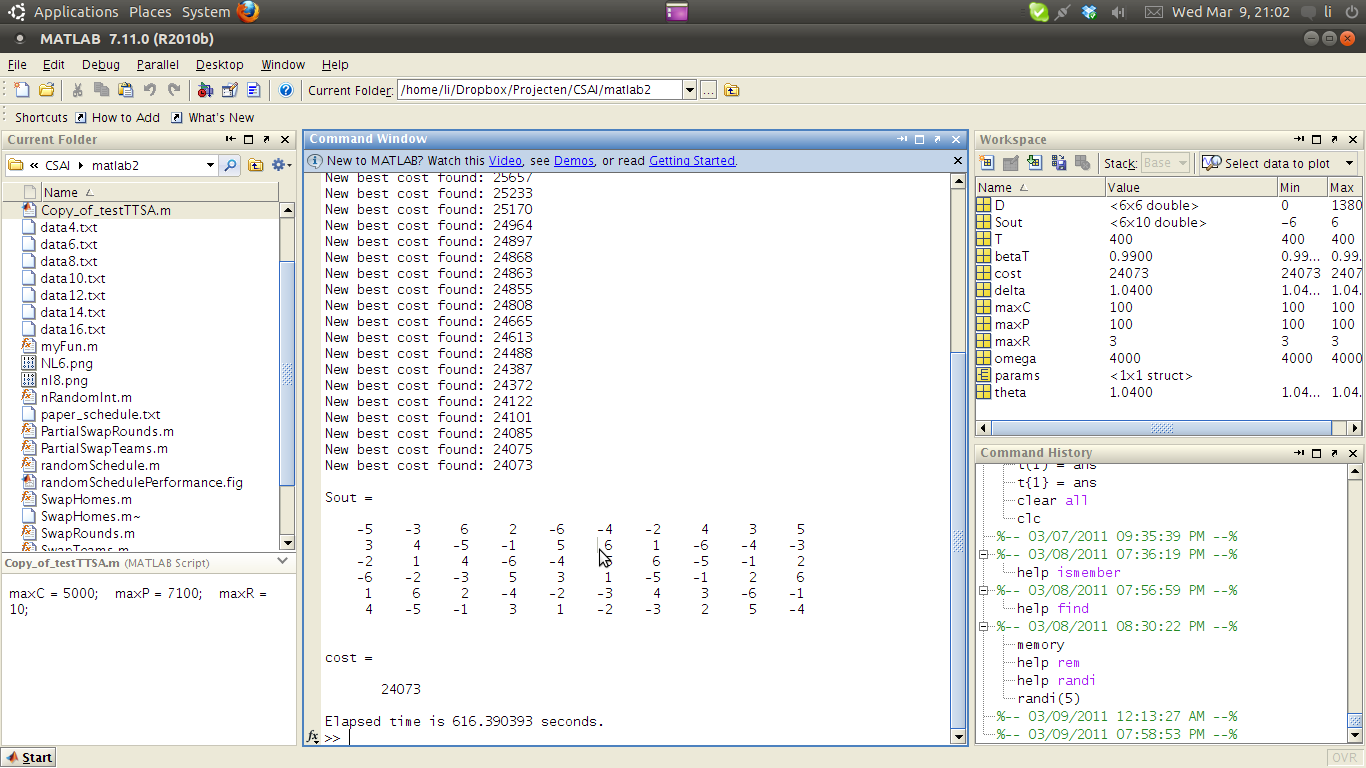 Applications Places System
Wed Mar 9, 21:02 li
MATLAB 7.11.0 (R2010b)
File Edit Debug Parallel Desktop Window Help
Current Folder: /home/li/Dropbox/Projecten/CSAI/matlab2 ...
Shortcuts How to Add What's New
Current Folder
« CSAI matlab2
Name
Copy_of_testTTSA.m
data4.txt
data6.txt
data8.txt
data10.txt
data12.txt
data14.txt
data16.txt
myFun.m
NL6.png
nl8.png
nRandomInt.m
paper_schedule.txt
PartialSwapRounds.m
PartialSwapTeams.m
randomSchedule.m
randomSchedulePerformance.fig
SwapHomes.m
SwapHomes.m~
SwapRounds.m
SwapTeams.m
Copy_of_testTTSA.m (MATLAB Script)
maxC = 5000; maxP = 7100; maxR =
10;
Command Window
New to MATLAB? Watch this Video, see Demos, or read Getting Started.
New best cost found: 25657
New best cost found: 25233
New best cost found: 25170
New best cost found: 24964
New best cost found: 24897
New best cost found: 24868
New best cost found: 24863
New best cost found: 24855
New best cost found: 24808
New best cost found: 24665
New best cost found: 24613
New best cost found: 24488
New best cost found: 24387
New best cost found: 24372
New best cost found: 24122
New best cost found: 24101
New best cost found: 24085
New best cost found: 24075
New best cost found: 24073
Sout =
-5 -3 6 2 -6 -4 -2 4 3 5
3 4 -5 -1 5 6 1 -6 -4 -3
-2 1 4 -6 -4 6 -5 -1 2
-6 -2 -3 5 3 1 -5 -1 2 6
1 6 2 -4 -2 -3 4 3 -6 -1
4 -5 -1 3 1 -2 -3 2 5 -4
cost =
24073
Elapsed time is 616.390393 seconds.
fx >>
Workspace
Stack: Base Select data to plot
Name Value Min Max
D <6x6 double> 0 1380
Sout <6x10 double> -6 6
T 400 400 400
betaT 0.9900 0.99... 0.99.
cost 24073 24073 2407
delta 1.0400 1.04... 1.04.
maxC 100 100 100
maxP 100 100 100
maxR 3 3 3
omega 4000 4000 4000
params <1x1 struct>
theta 1.0400 1.04... 1.04.
Command History
t(1) = ans
t{1} = ans
clear all
clc
%-- 03/07/2011 09:35:39 PM --%
%-- 03/08/2011 07:36:19 PM --%
help ismember
%-- 03/08/2011 07:56:59 PM --%
help find
%-- 03/08/2011 08:30:22 PM --%
memory
help rem
help randi
randi(5)
%-- 03/09/2011 12:13:27 AM --%
%-- 03/09/2011 07:58:53 PM --%
Start
OVR